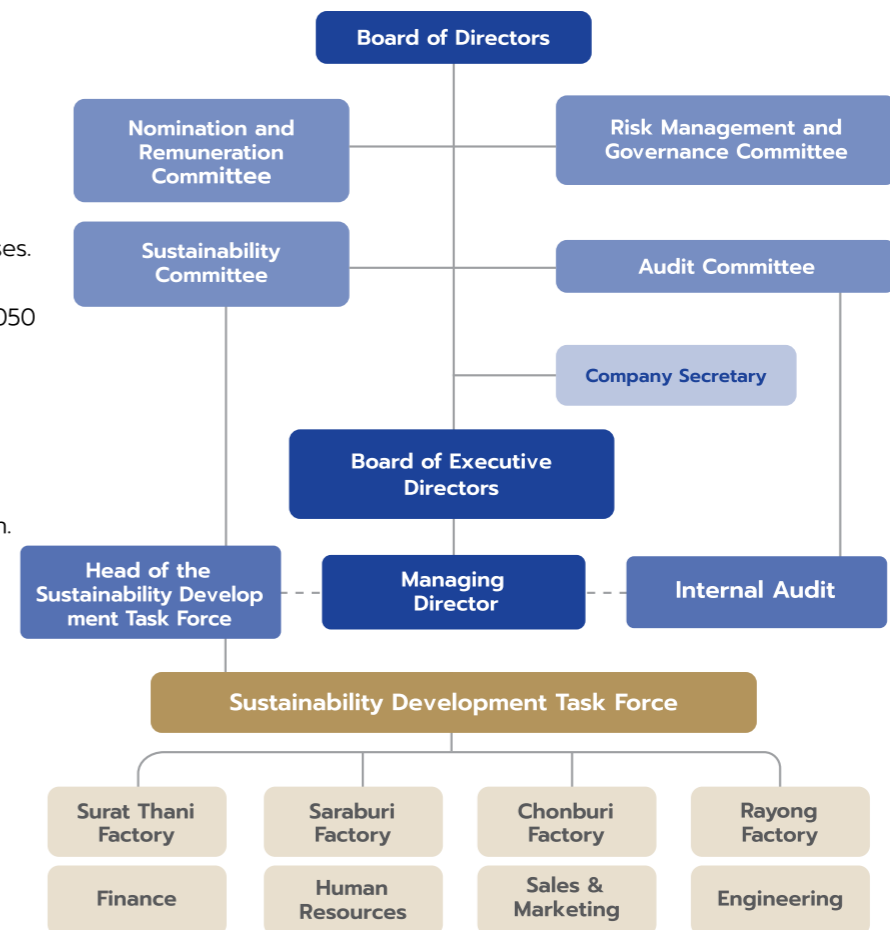 Board of Directors
Nomination and
Remuneration
Committee
Risk Management and
Governance Committee
ses.
Sustainability
Committee
Audit Committee
050
Company Secretary
Board of Executive
Directors
n.
Head of the
Sustainability Develop
ment Task Force
Managing
Director
Internal Audit
Sustainability Development Task Force
Surat Thani
Factory
Saraburi
Factory
Chonburi
Factory
Rayong
Factory
Finance
Human
Resources
Sales &
Marketing
Engineering